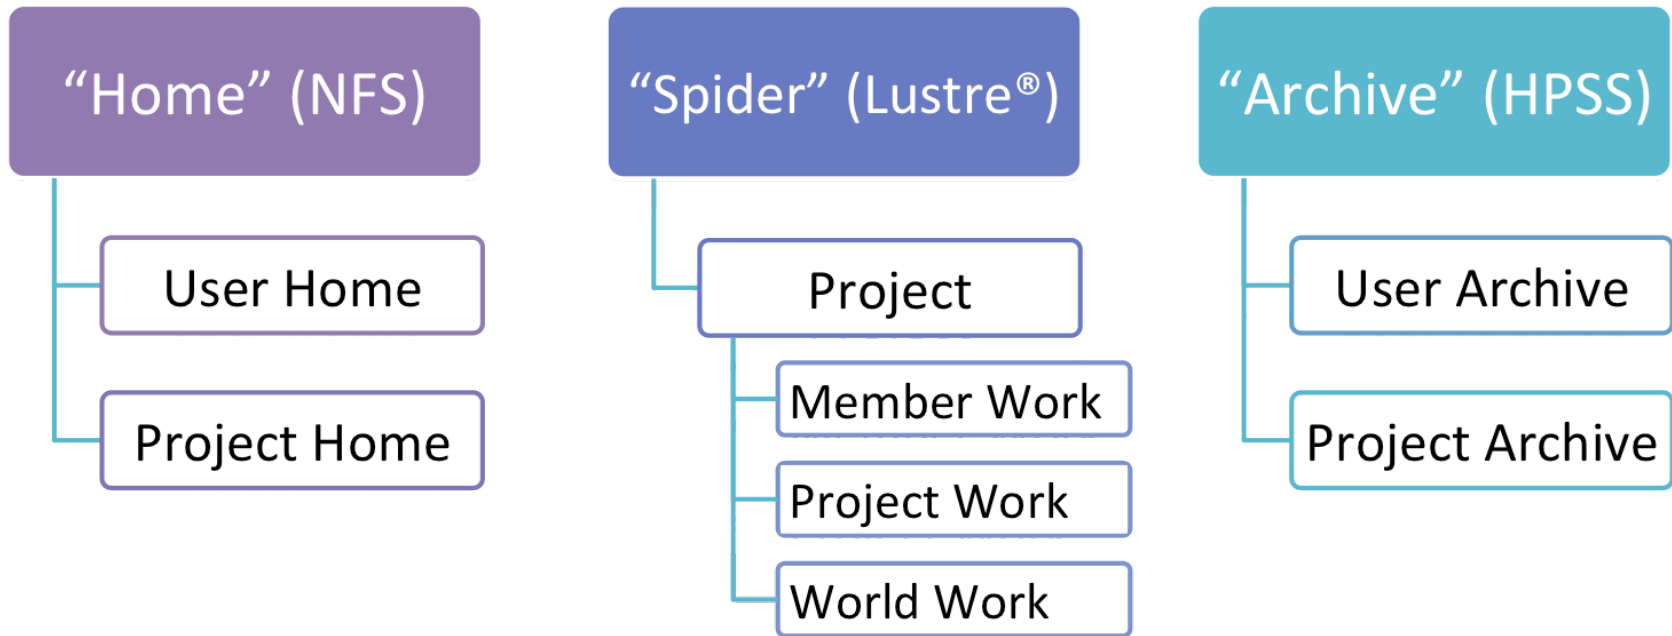 “Home” (NFS)
User Home
Project Home
“Spider” (Lustre®)
Project
Member Work
Project Work
World Work
“Archive” (HPSS)
User Archive
Project Archive